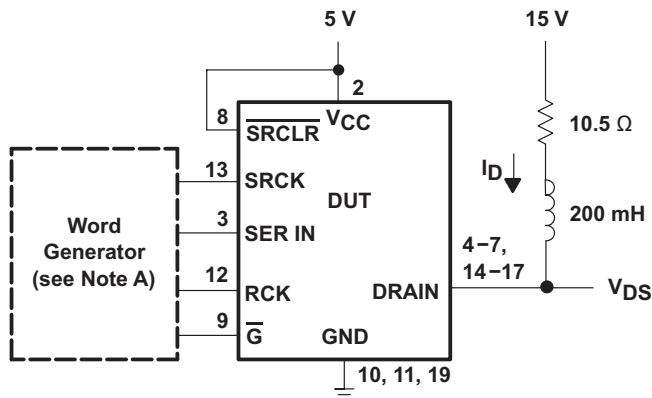 5 V
15 V
2
8
SRCLR
VCC
10.5 Ω
ID
13
SRCK
DUT
200 mH
Word
Generator
(see Note A)
3
SER IN
4−7,
14−17
12
RCK
DRAIN
VDS
9
G
GND
10, 11, 19